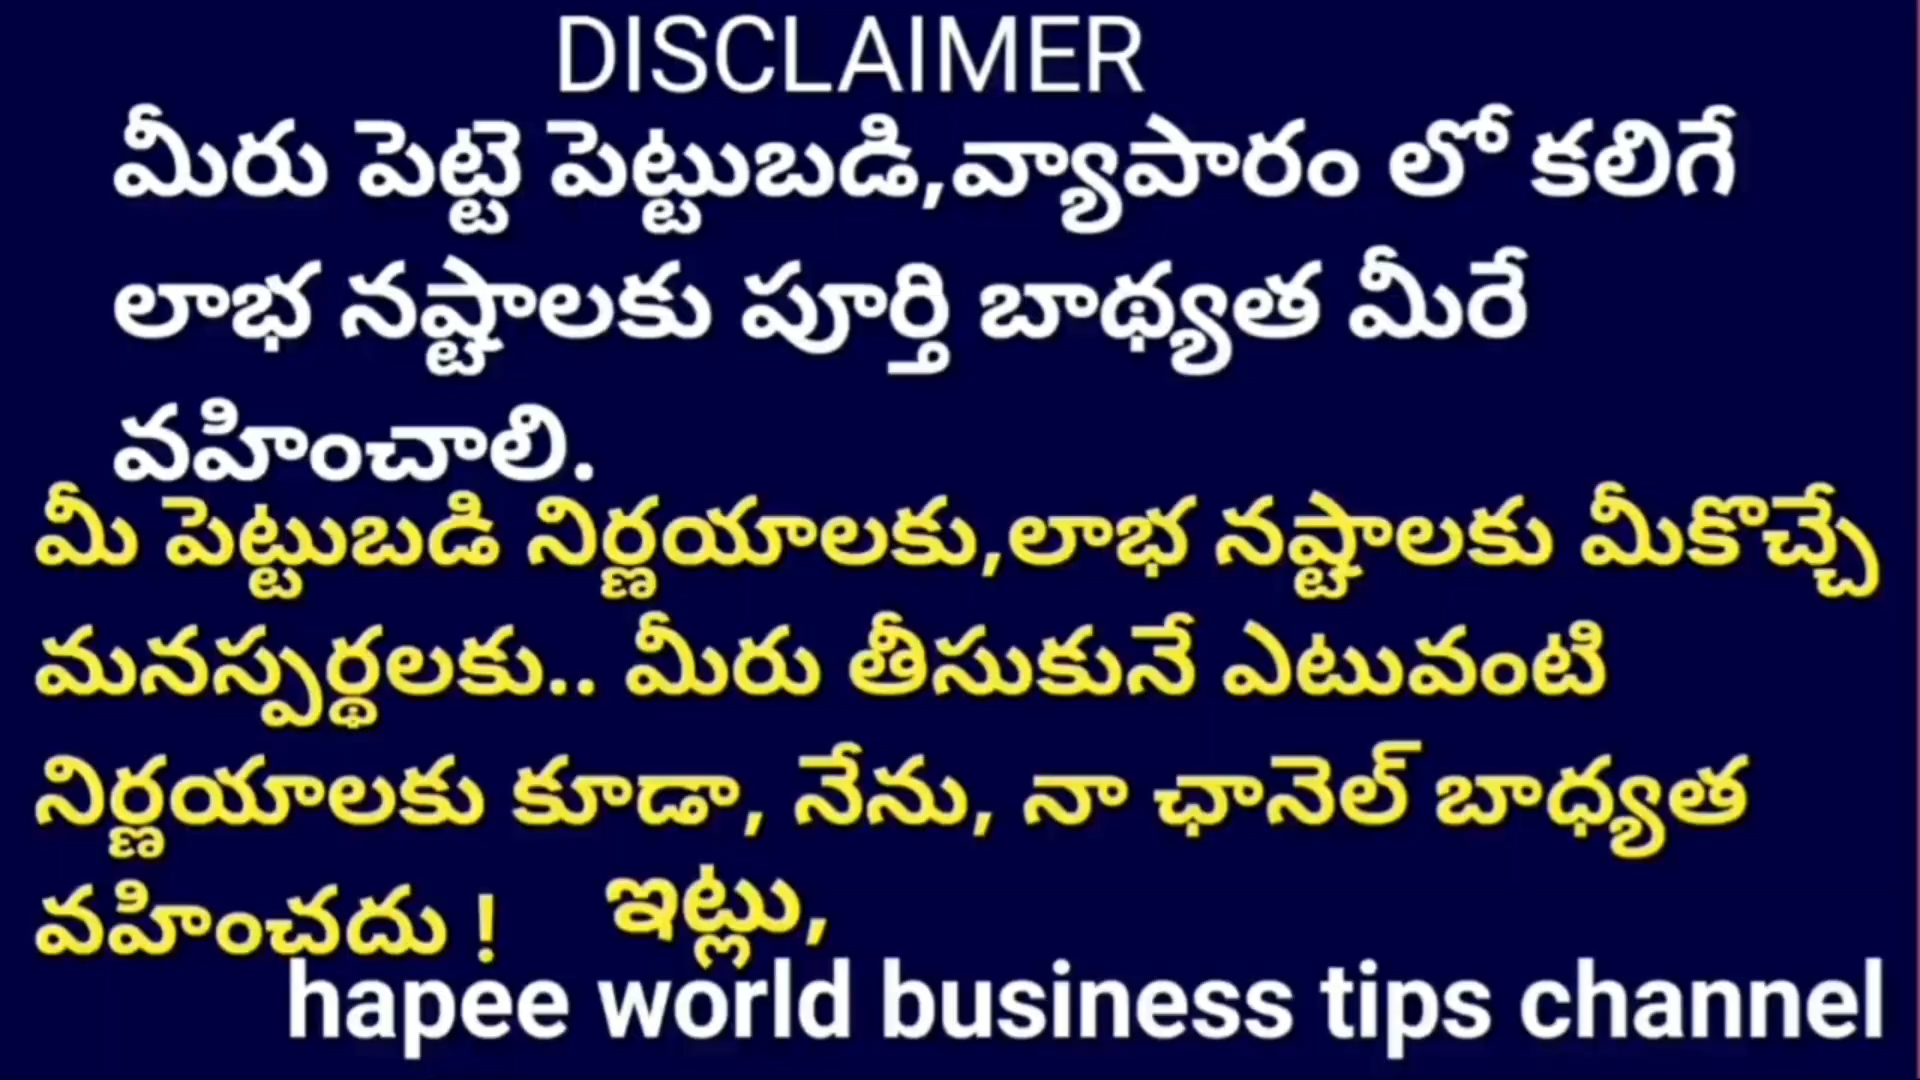 DISCLAIMER
మీరు పెట్టె పెట్టుబడి,వ్యాపారం లో కలిగే
లాభ నష్టాలకు పూర్తి బాథ్యత మీరే
వహించాలి.
మీ పెట్టుబడి నిర్ణయాలకు,లాభ నష్టాలకు మీకొచ్చే
మనస్పర్థలకు.. మీరు తీసుకునే ఎటువంటి
నిర్ణయాలకు కూడా, నేను, నా ఛానెల్ బాధ్యత
వహించదు ! ఇట్లు,
hapee world business tips channel